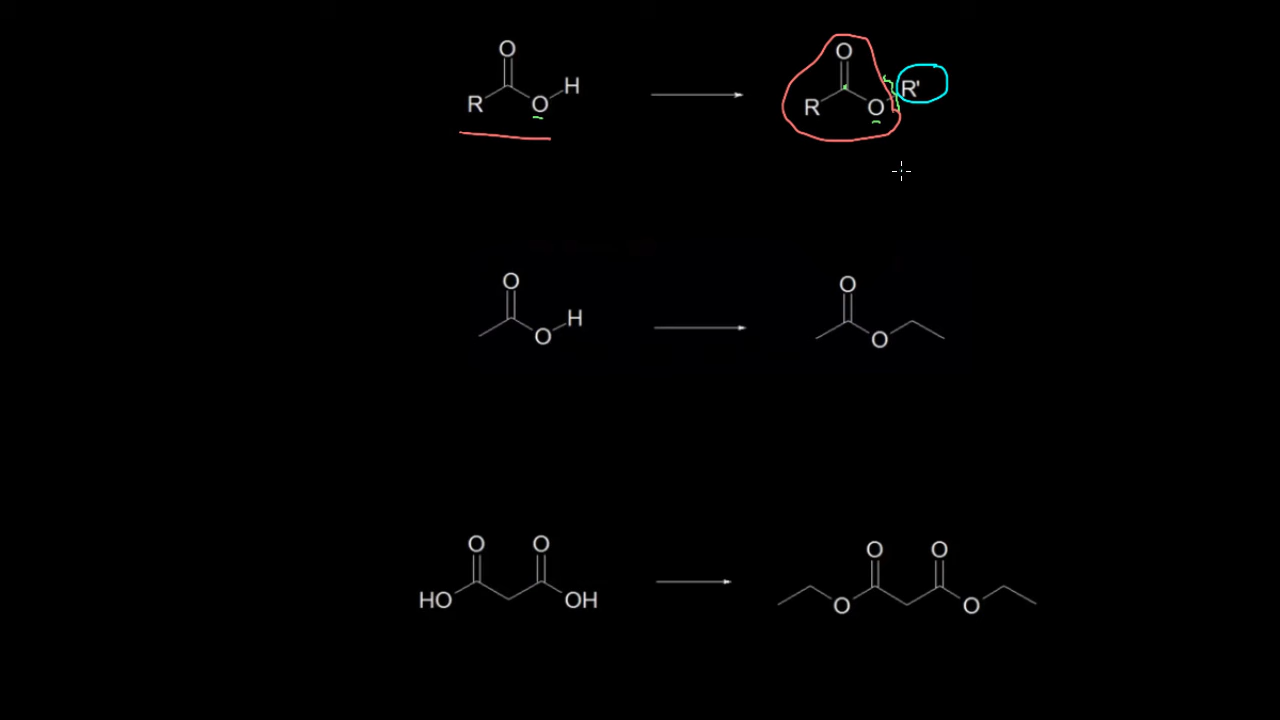 O O
R O H R O R'
O O
O H O
O O O O
HO OH O O